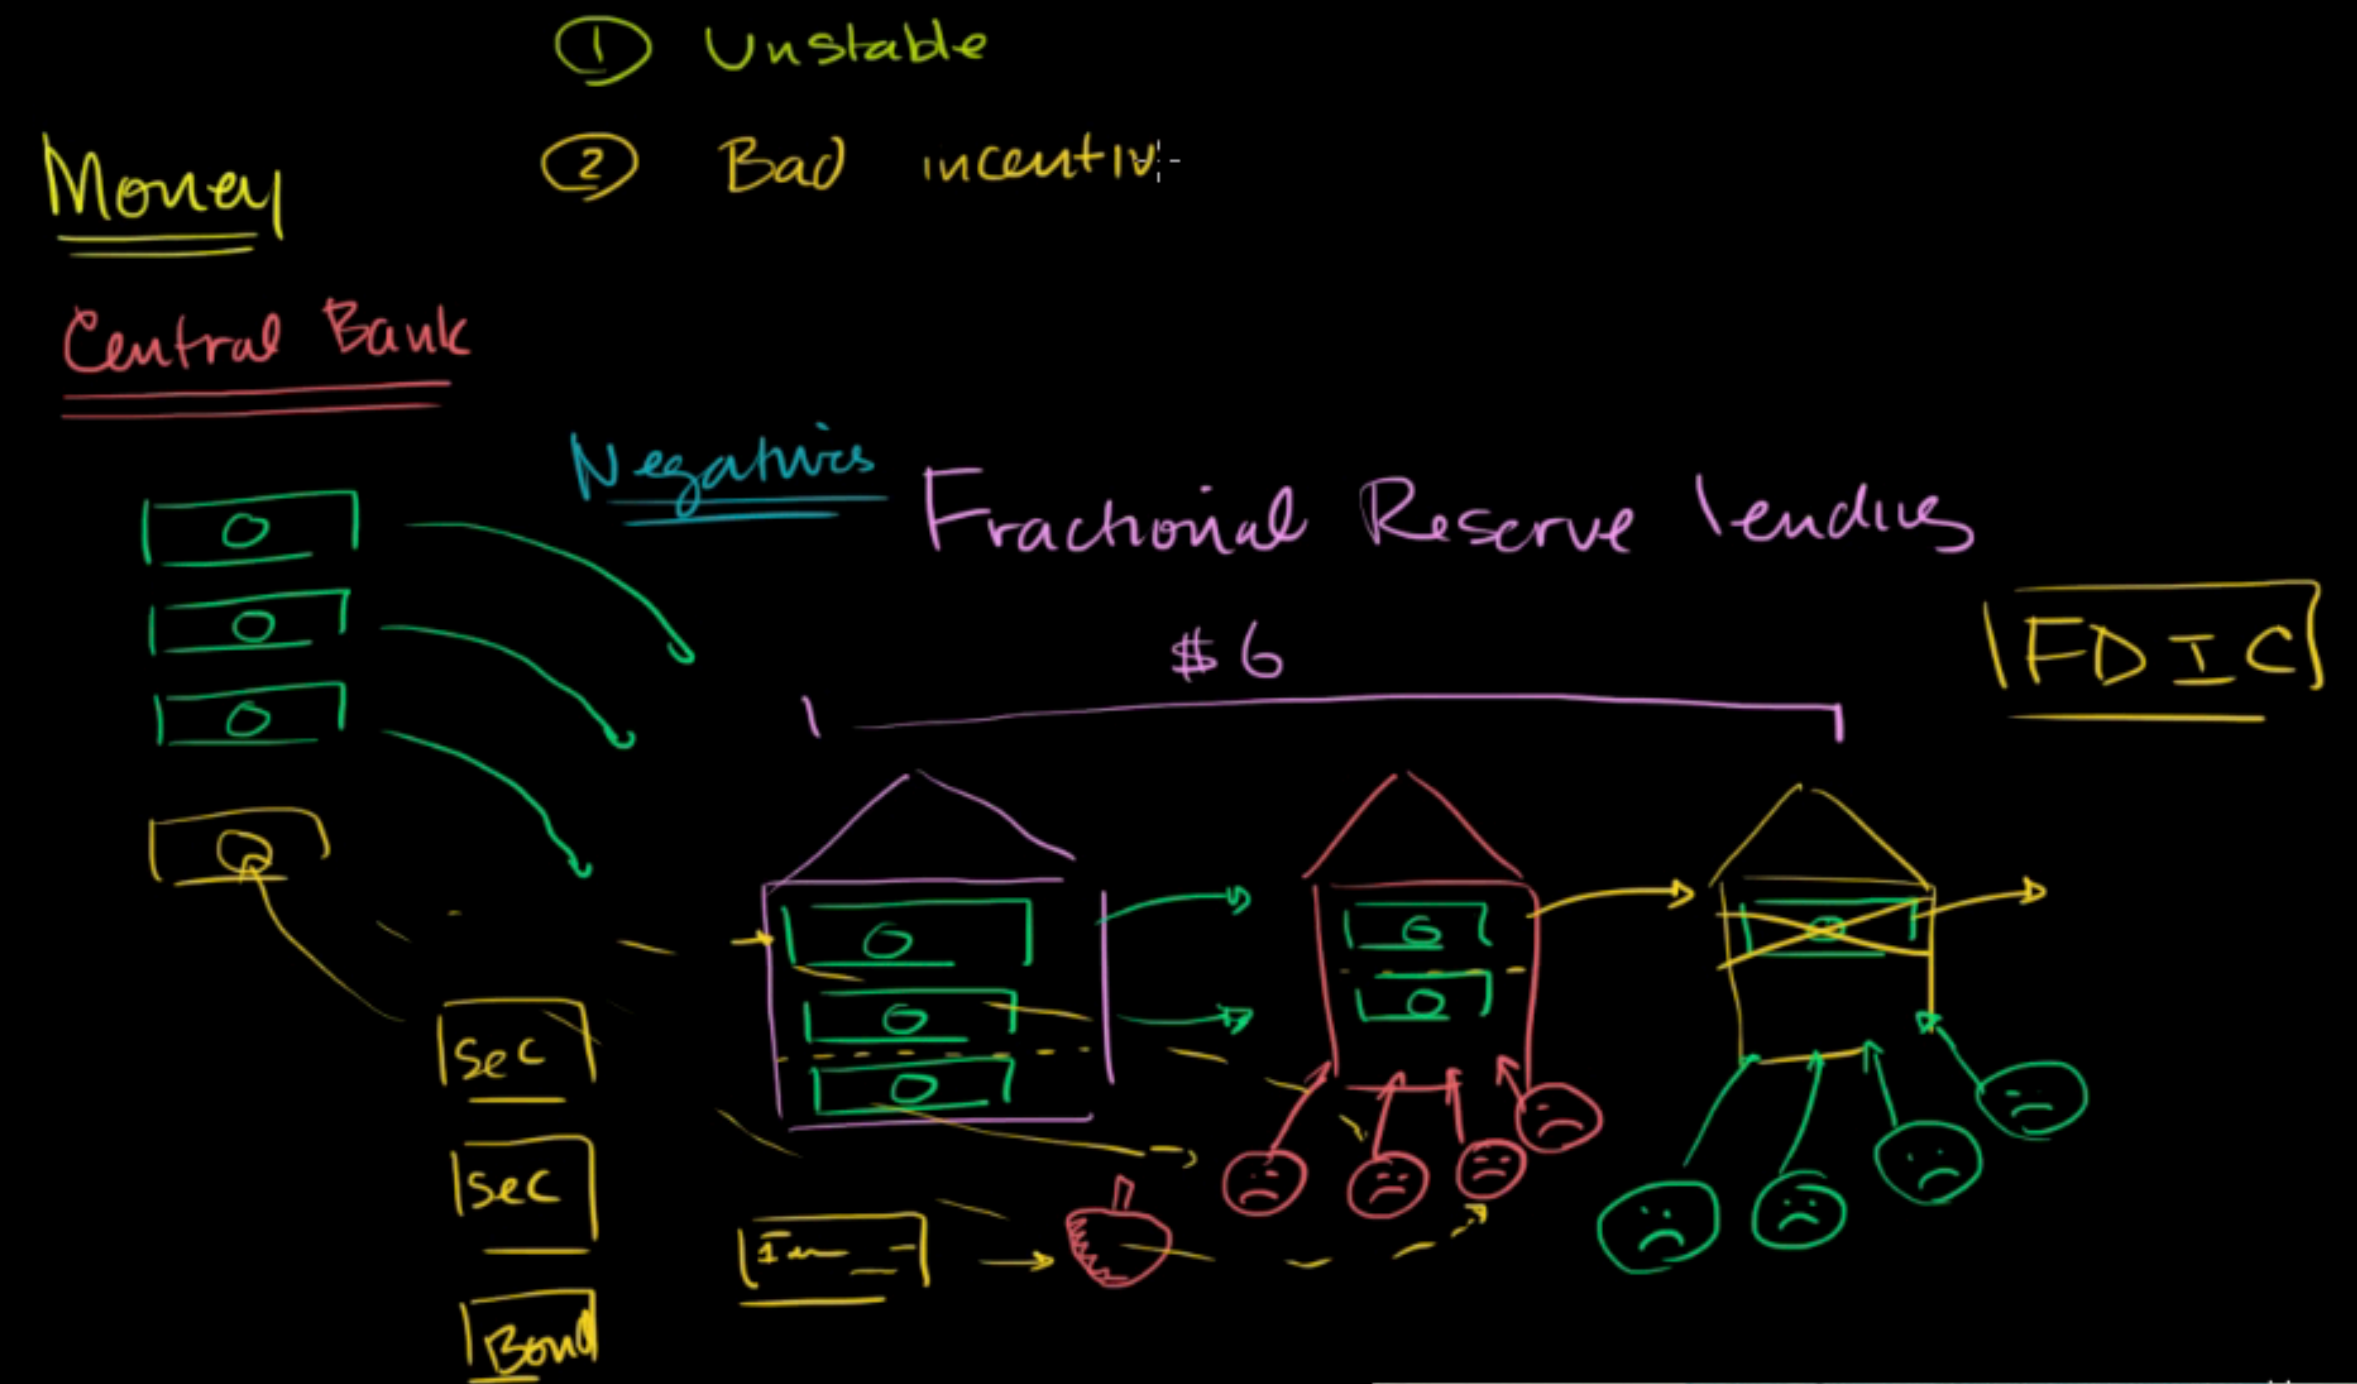 ① Unstable
② Bad incentiv
Money
Central Bank
Negatives
Fractional Reserve lending
$6
FDIC
Sec
Sec
Bond